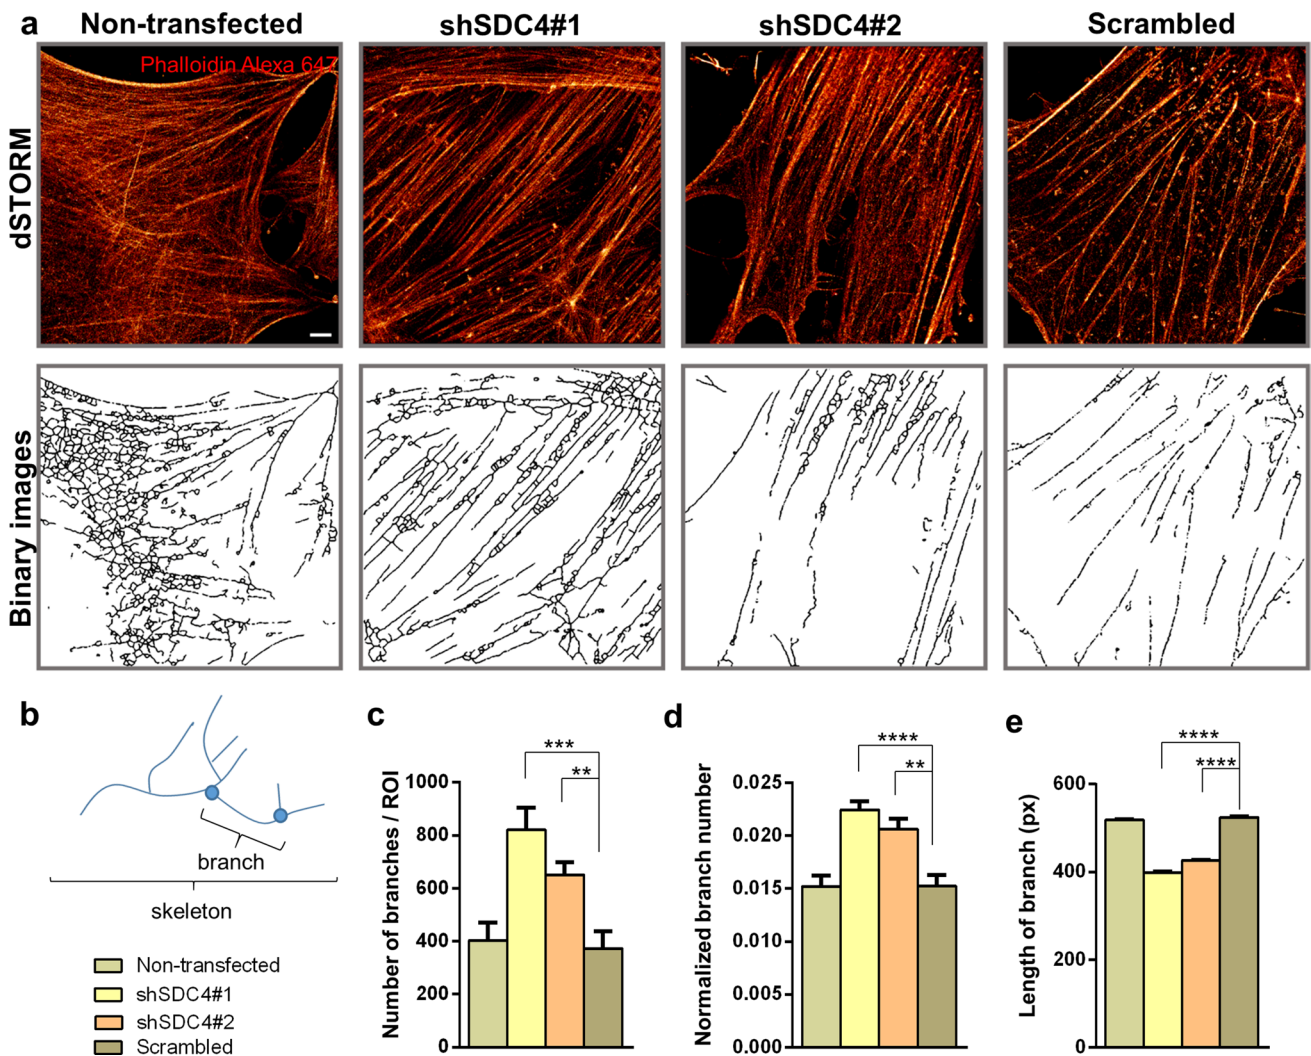 a
Non-transfected
shSDC4#1
shSDC4#2
Scrambled
dSTORM
Phalloidin Alexa 647
Binary images
b
branch
skeleton
Non-transfected
shSDC4#1
shSDC4#2
Scrambled
c
Number of branches / ROI
1000
800
600
400
200
0
***
**
d
Normalized branch number
0.025
0.020
0.015
0.010
0.005
0.000
****
**
e
Length of branch (px)
600
400
200
0
****
****